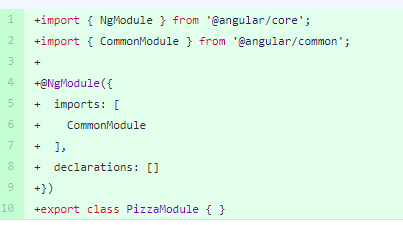 1 +import { NgModule } from '@angular/core';
2 +import { CommonModule } from '@angular/common';
3 +
4 +@NgModule({
5 +  imports: [
6 +    CommonModule
7 +  ],
8 +  declarations: []
9 +})
10 +export class PizzaModule { }